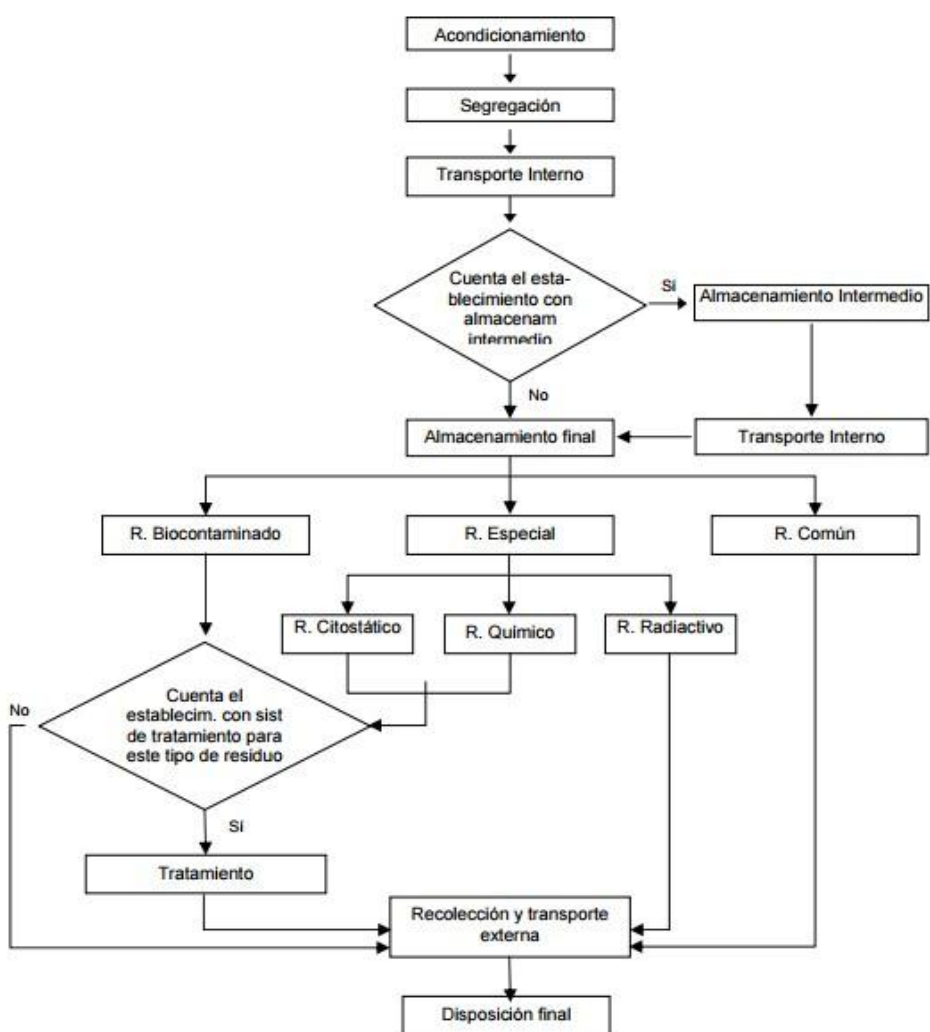 Acondicionamiento
Segregación
Transporte Interno
Cuenta el esta-
blecimiento con
almacenam
intermedio
Sí
Almacenamiento Intermedio
No
Almacenamiento final
Transporte Interno
R. Biocontaminado
R. Especial
R. Común
R. Citostático
R. Químico
R. Radiactivo
No
Cuenta el
establecim. con sist
de tratamiento para
este tipo de residuo
Sí
Tratamiento
Recolección y transporte
externa
Disposición final